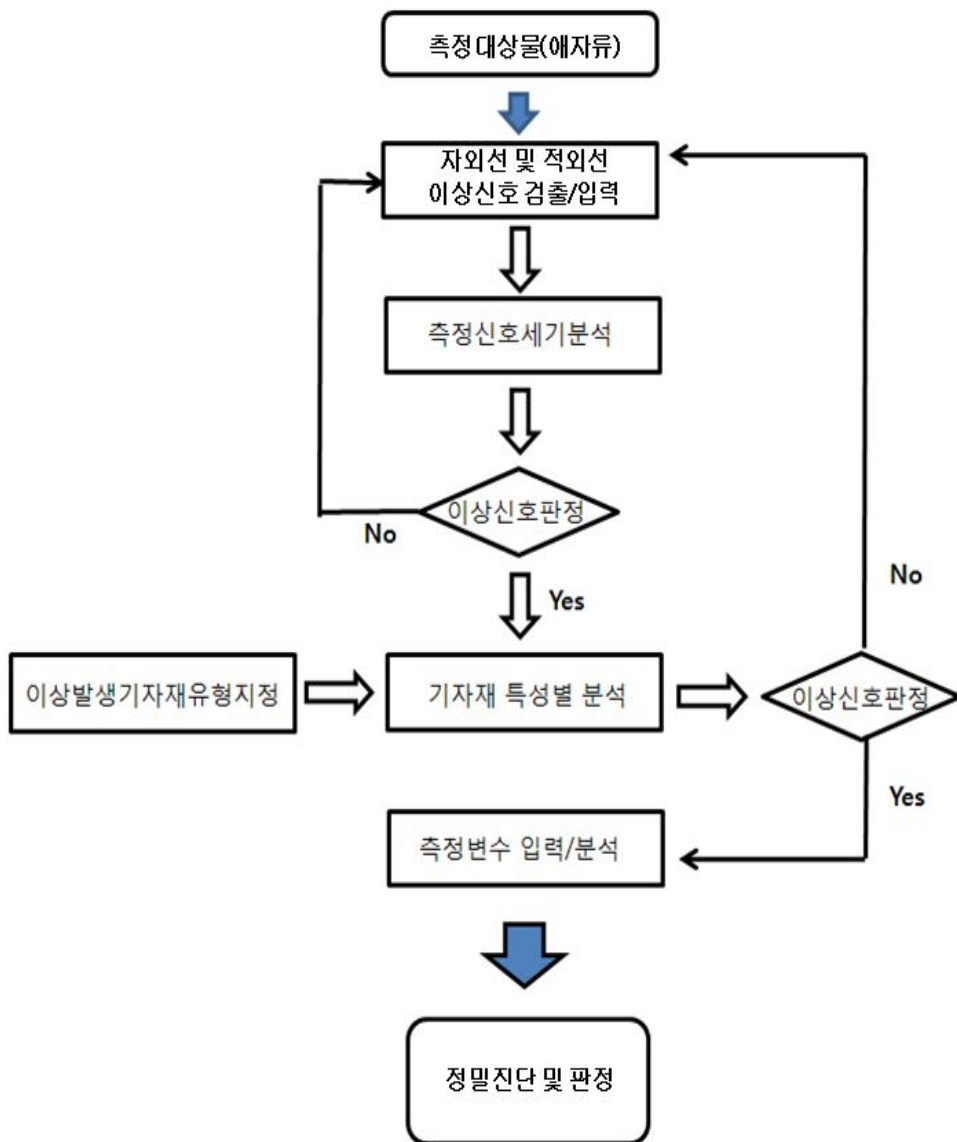 측정대상물(애자류)
자외선 및 적외선
이상신호 검출/입력
측정신호세기분석
이상신호판정
No
Yes
No
이상발생기자재유형지정
기자재 특성별 분석
이상신호판정
Yes
측정변수 입력/분석
정밀진단 및 판정